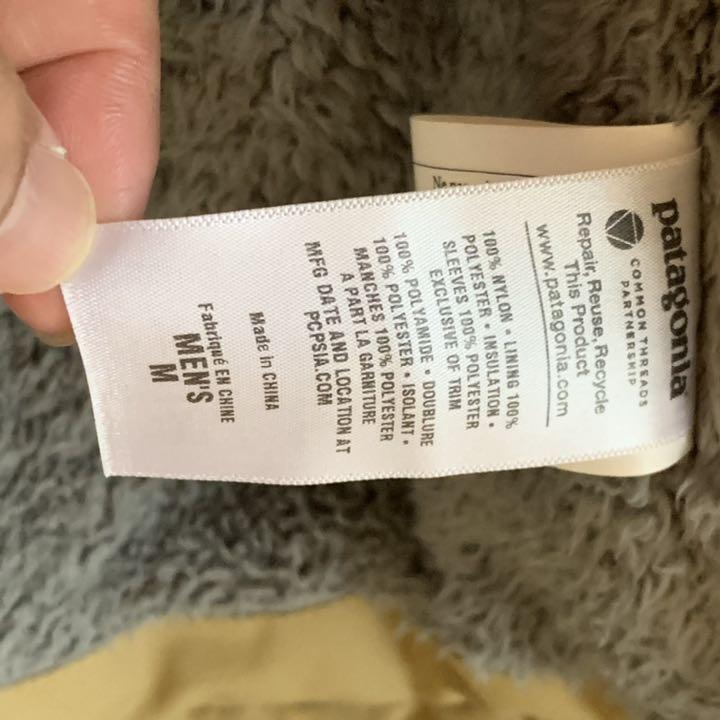 patagonia
COMMON THREADS
PARTNERSHIP
Repair, Reuse, Recycle
This Product
www.patagonia.com
100% NYLON • LINING 100%
POLYESTER • INSULATION •
SLEEVES 100% POLYESTER
EXCLUSIVE OF TRIM
100% POLYAMIDE • DOUBLURE
100% POLYESTER • ISOLANT •
MANCHES 100% POLYESTER
A PART LA GARNITURE
MFG DATE AND LOCATION AT
PCPSIA.COM
Made in CHINA
Fabriqué EN CHINE
MEN'S
M